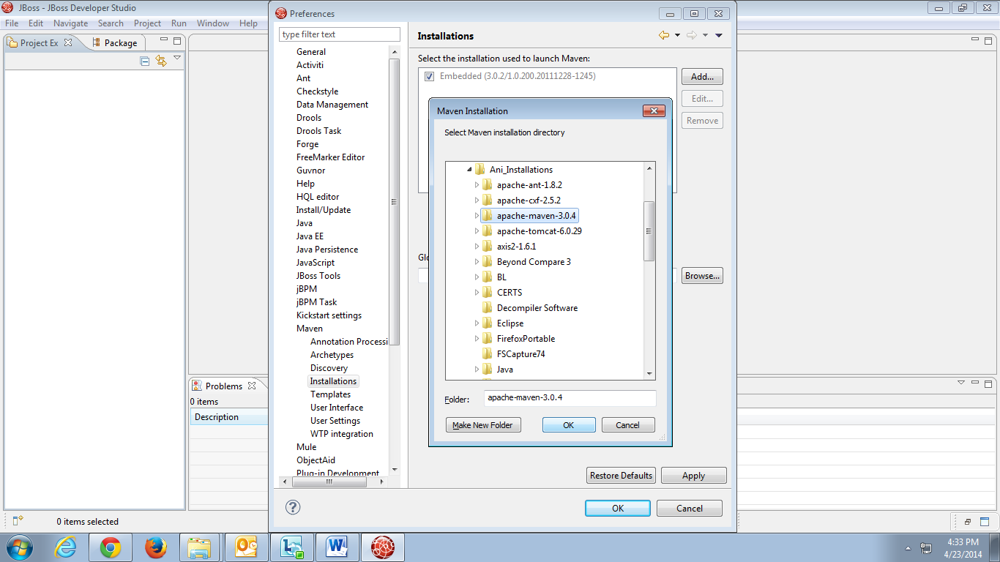 JBoss - JBoss Developer Studio
File Edit Navigate Search Project Run Window Help
Project Ex
Package
0 items selected
Problems
0 items
Description
Preferences
type filter text
General
Activiti
Ant
Checkstyle
Data Management
Drools
Drools Task
Forge
FreeMarker Editor
Guvnor
Help
HQL editor
Install/Update
Java
Java EE
Java Persistence
JavaScript
JBoss Tools
jBPM
jBPM Task
Kickstart settings
Maven
Annotation Processi
Archetypes
Discovery
Installations
Templates
User Interface
User Settings
WTP integration
Mule
ObjectAid
Plug-in Development
Installations
Select the installation used to launch Maven:
Embedded (3.0.2/1.0.200.20111228-1245)
Add...
Edit...
Remove
Glo
Browse...
Maven Installation
Select Maven installation directory
Ani_Installations
apache-ant-1.8.2
apache-cxf-2.5.2
apache-maven-3.0.4
apache-tomcat-6.0.29
axis2-1.6.1
Beyond Compare 3
BL
CERTS
Decompiler Software
Eclipse
FirefoxPortable
FSCapture74
Java
Folder: apache-maven-3.0.4
Make New Folder OK Cancel
Restore Defaults Apply
OK Cancel
4:33 PM
4/23/2014